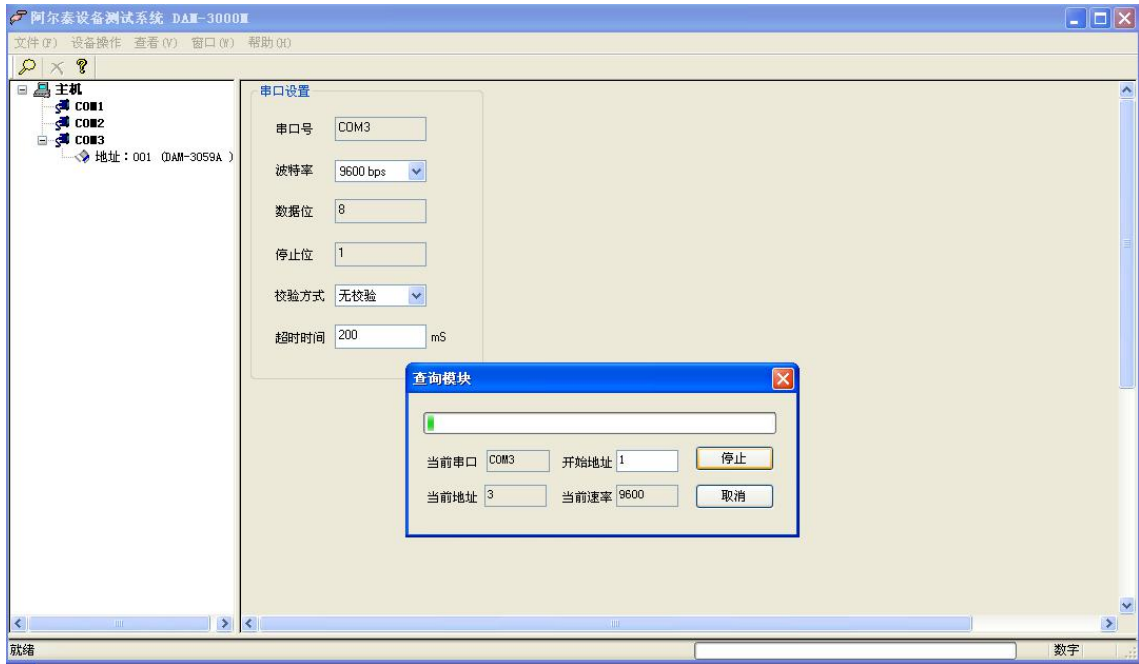 阿尔泰设备测试系统 DAM-3000M
文件(F) 设备操作 查看(V) 窗口(W) 帮助(H)
主机
COM1
COM2
COM3
地址：001 (DAM-3059A )
串口设置
串口号 COM3
波特率 9600 bps
数据位 8
停止位 1
校验方式 无校验
超时时间 200 mS
查询模块
当前串口 COM3 开始地址 1 停止
当前地址 3 当前速率 9600 取消
就绪 数字